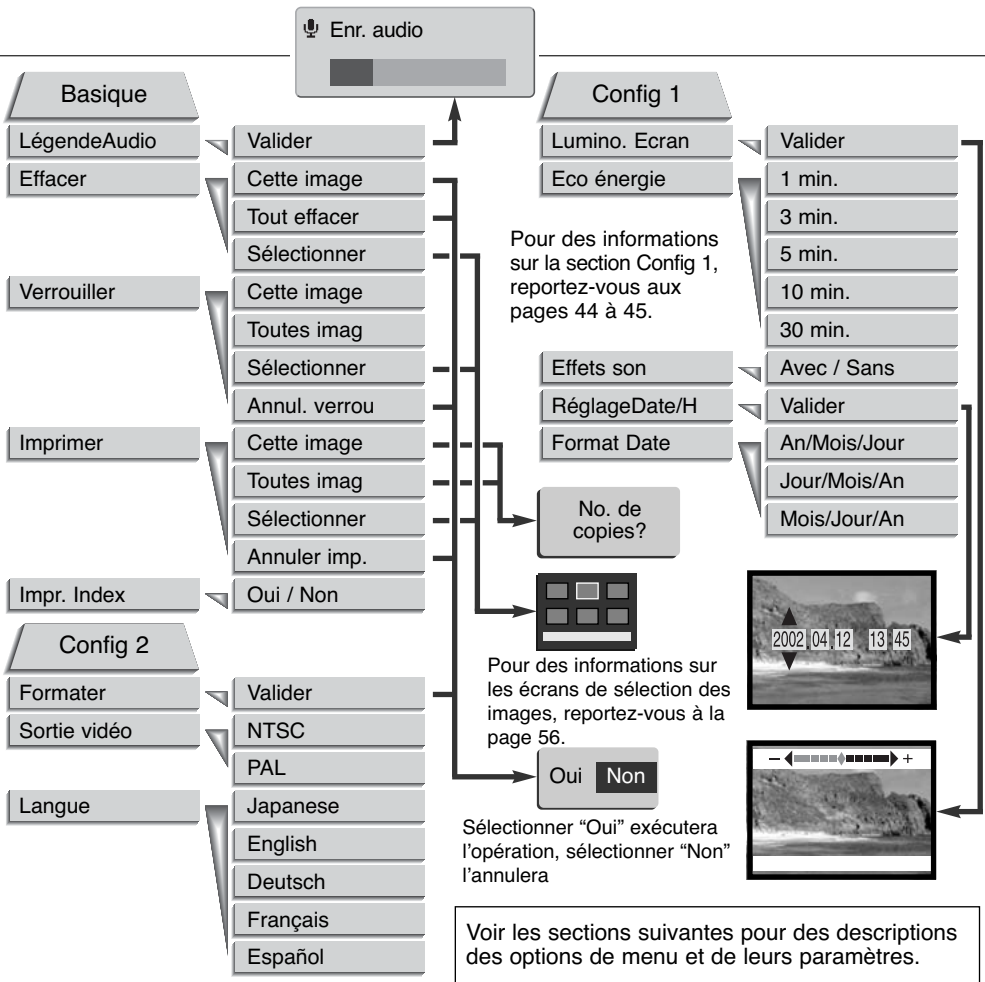 Enr. audio
Basique
LégendeAudio
Valider
Effacer
Cette image
Tout effacer
Sélectionner
Verrouiller
Cette image
Toutes imag
Sélectionner
Annul. verrou
Imprimer
Cette image
Toutes imag
Sélectionner
Annuler imp.
Impr. Index
Oui / Non
Config 2
Formater
Valider
Sortie vidéo
NTSC
PAL
Langue
Japanese
English
Deutsch
Français
Español
Config 1
Lumino. Ecran
Valider
Eco énergie
1 min.
3 min.
5 min.
10 min.
30 min.
Effets son
Avec / Sans
RéglageDate/H
Valider
Format Date
An/Mois/Jour
Jour/Mois/An
Mois/Jour/An
Pour des informations
sur la section Config 1,
reportez-vous aux
pages 44 à 45.
No. de
copies?
Pour des informations sur
les écrans de sélection des
images, reportez-vous à la
page 56.
Oui Non
Sélectionner “Oui” exécutera
l’opération, sélectionner “Non”
l’annulera
2002.04.12 13:45
– +
Voir les sections suivantes pour des descriptions
des options de menu et de leurs paramètres.